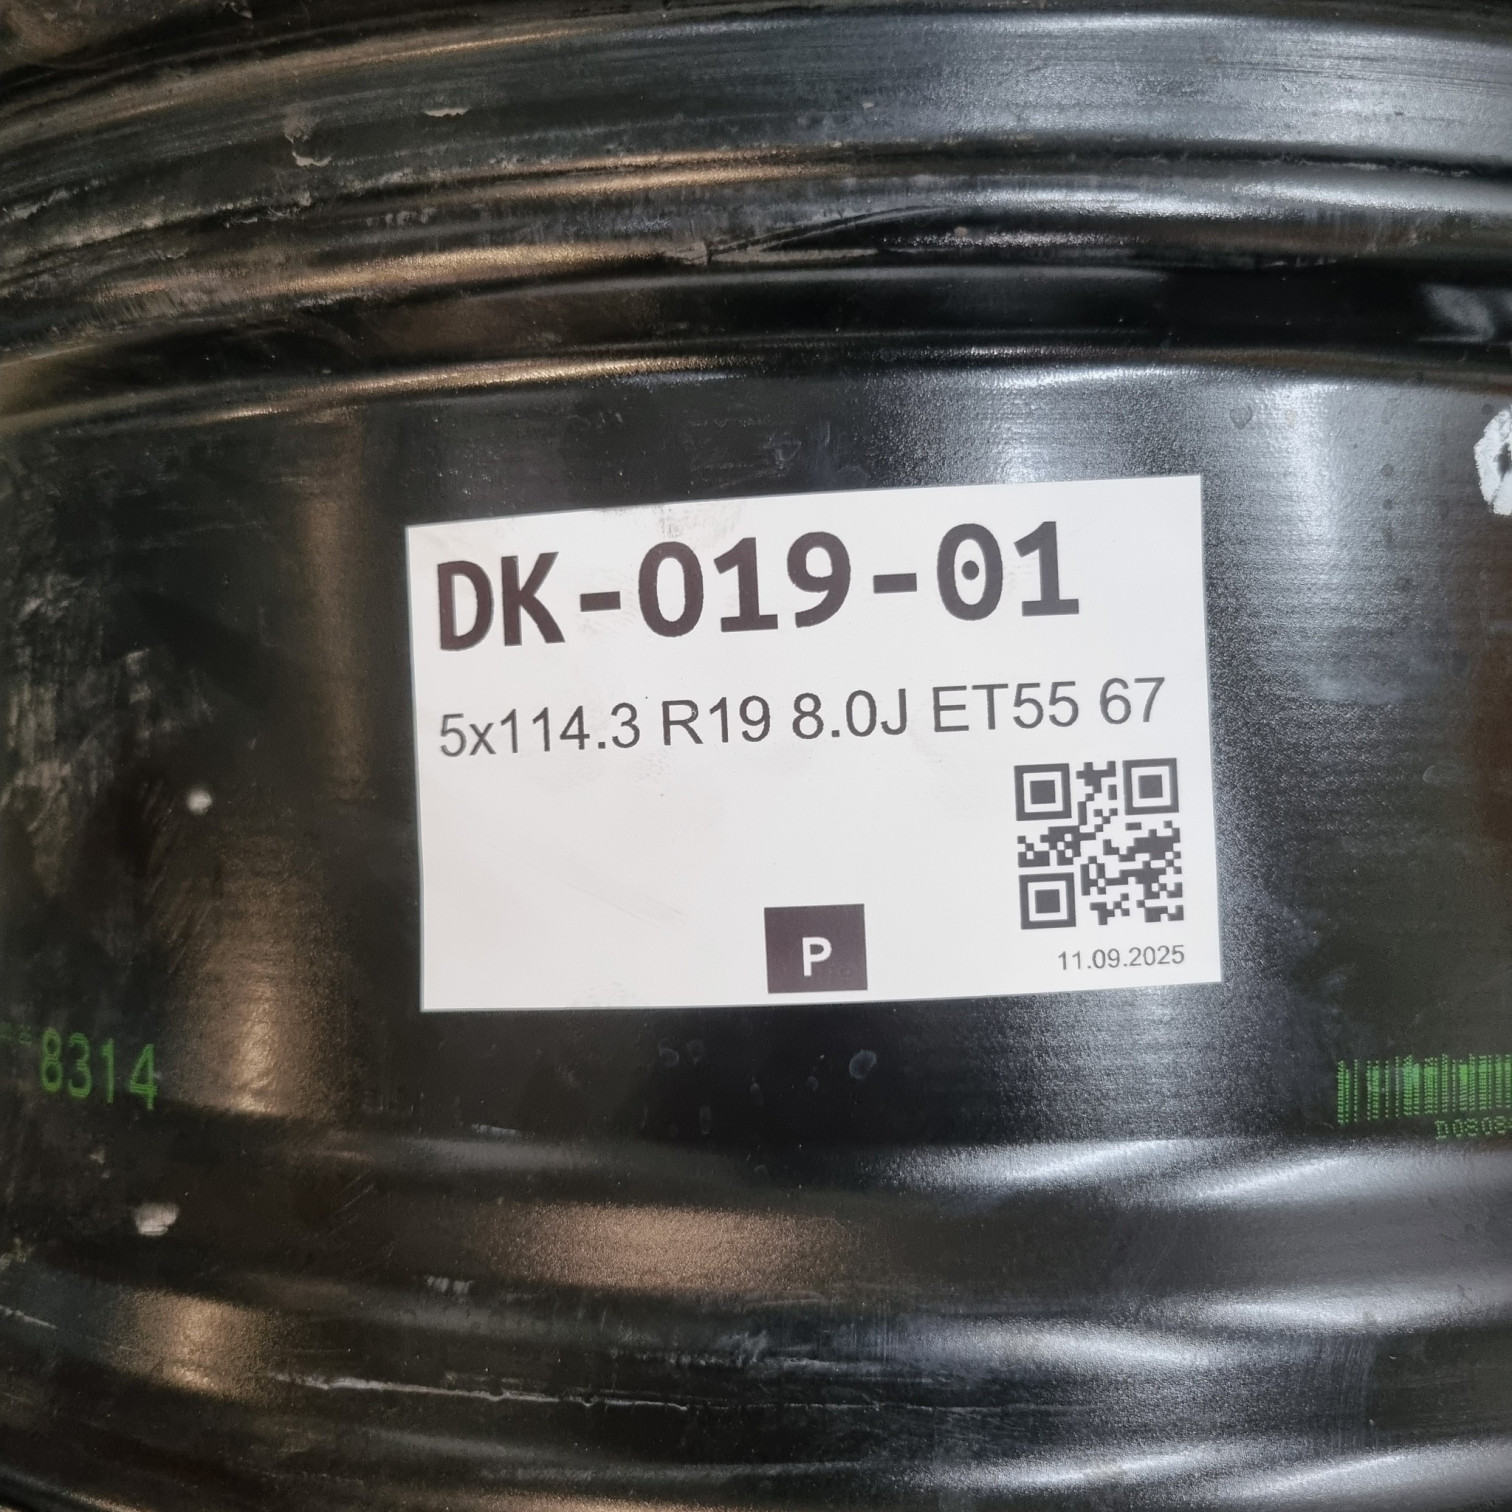 DK-019-01
5x114.3 R19 8.0J ET55 67
P
11.09.2025
8314